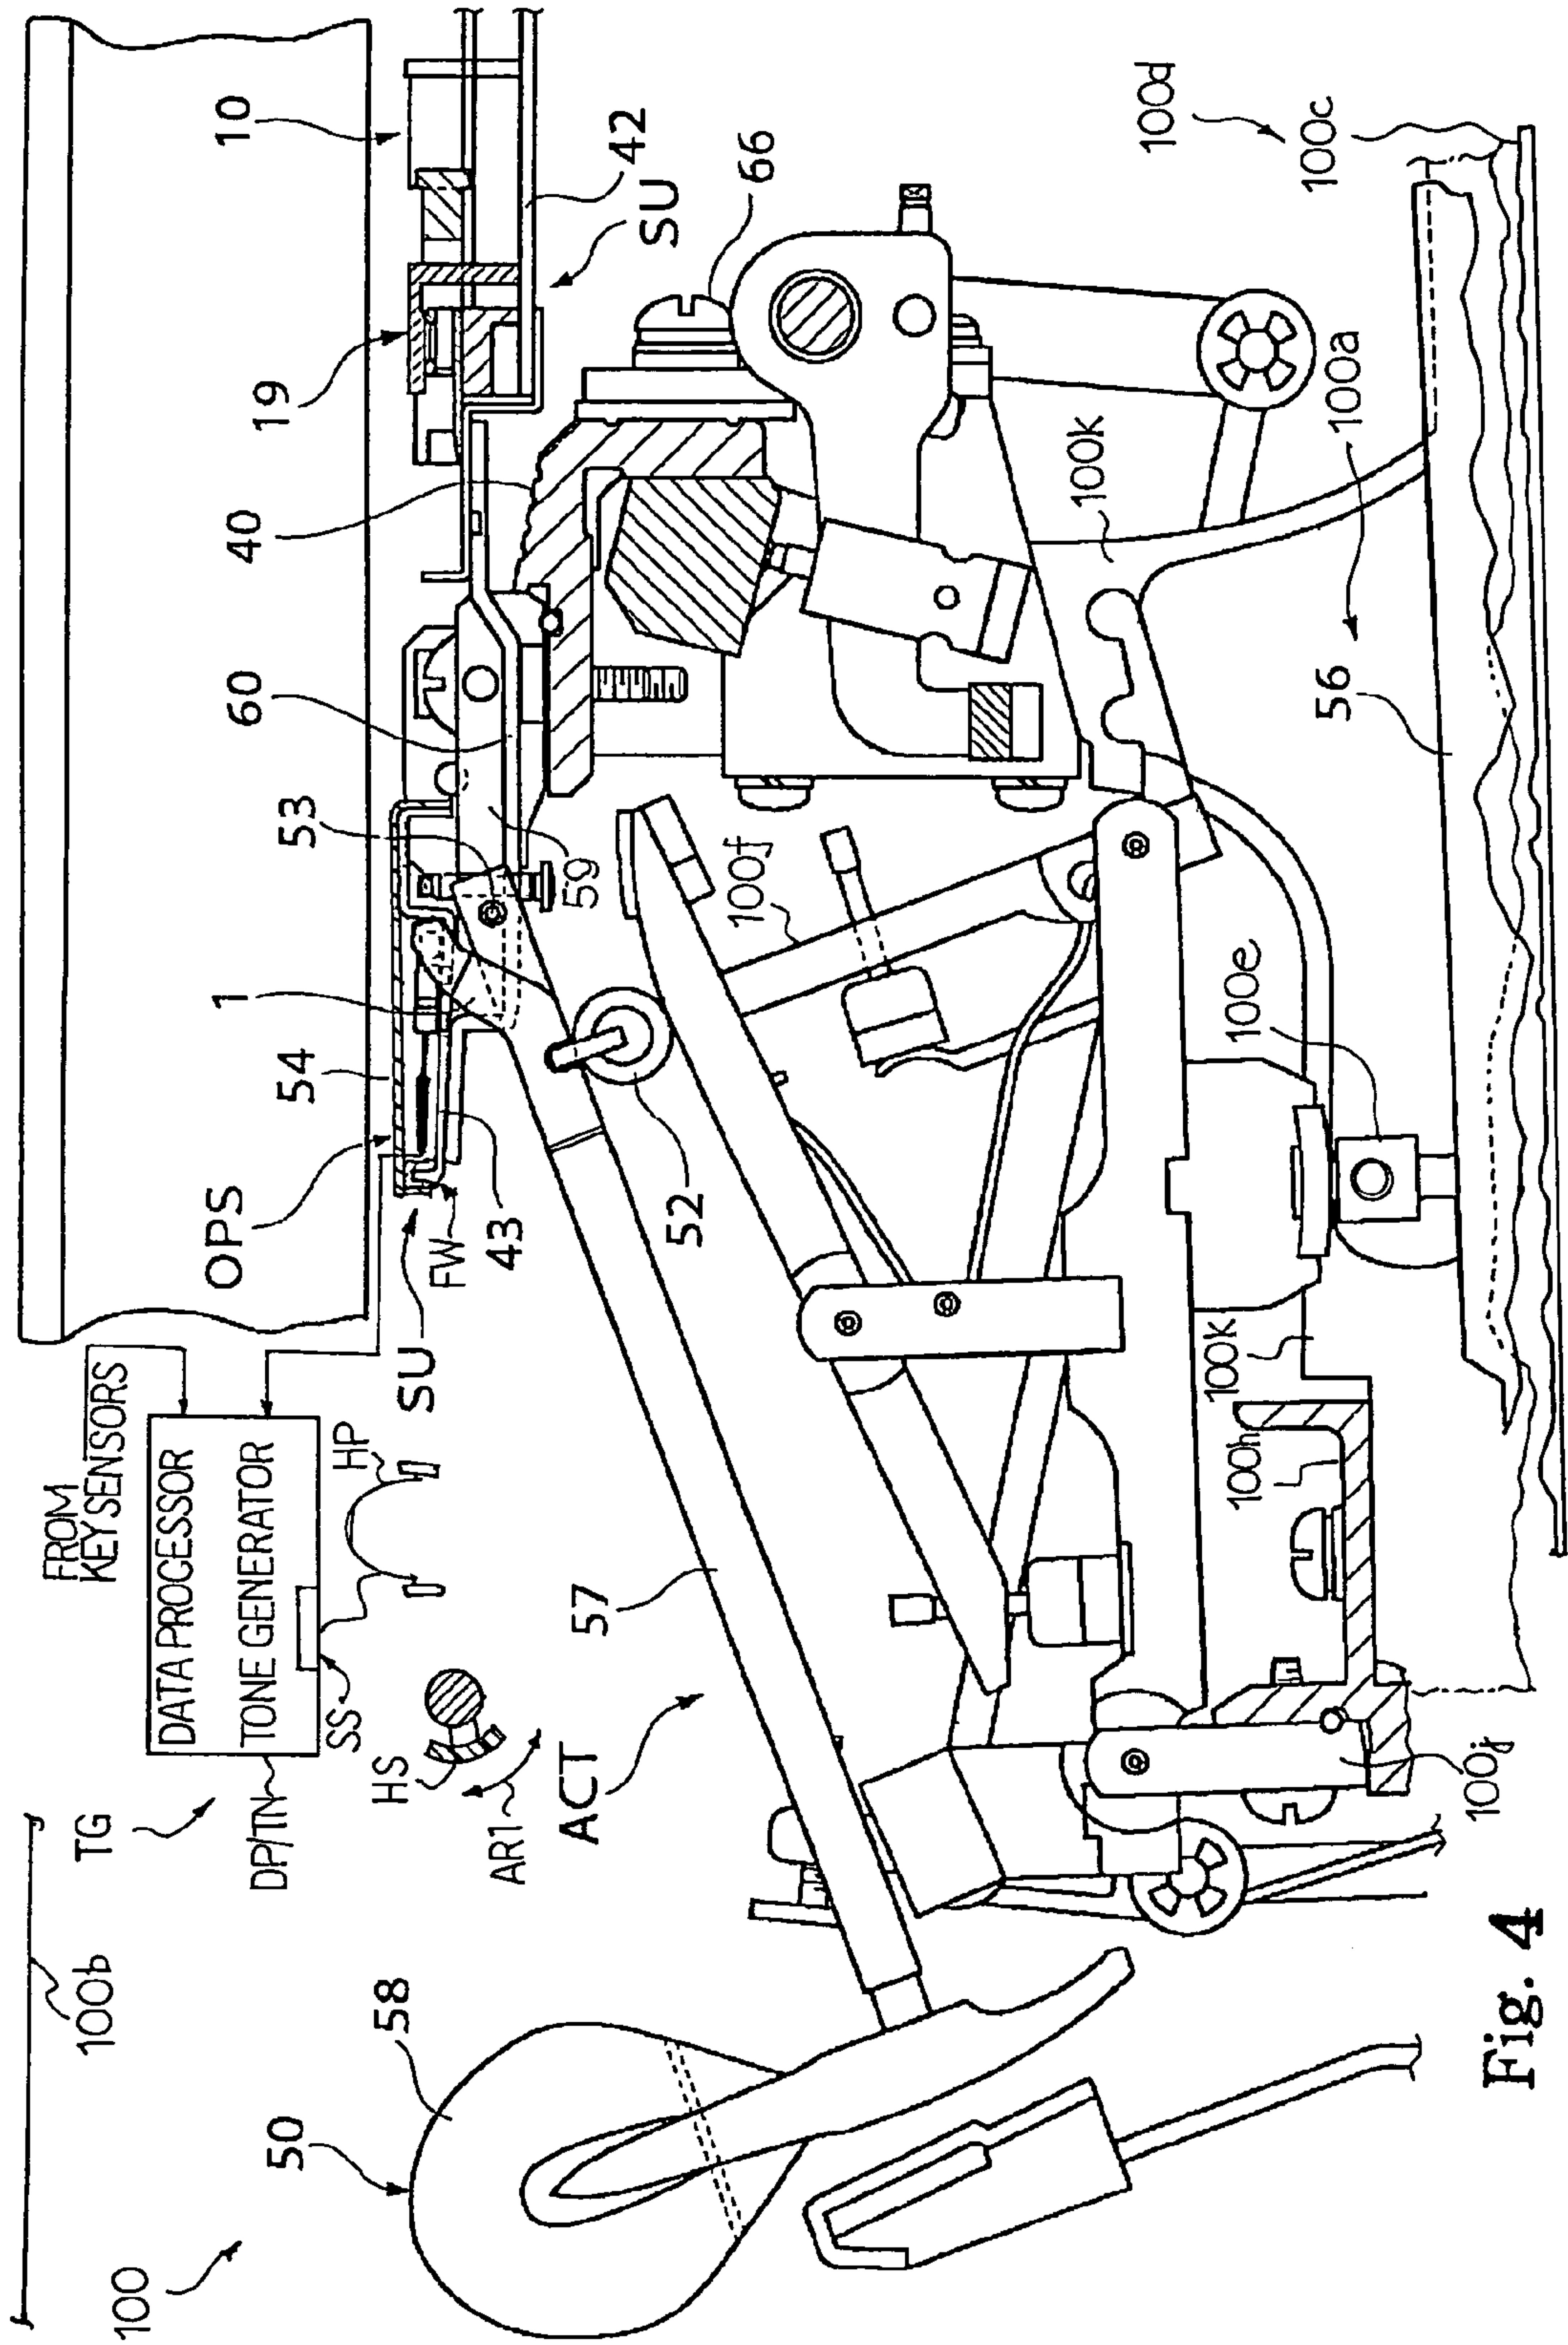 100
100b
TG
DP/TN
FROM
KEY SENSORS
DATA PROCESSOR
TONE GENERATOR
SS
HP
HS
AR1
ACT
SU
OPS
FW
43
54
1
53
59
60
40
19
10
42
SU
66
50
58
57
52
100f
100e
100k
100k
100h
100j
100a
56
100c
100d
Fig. 4